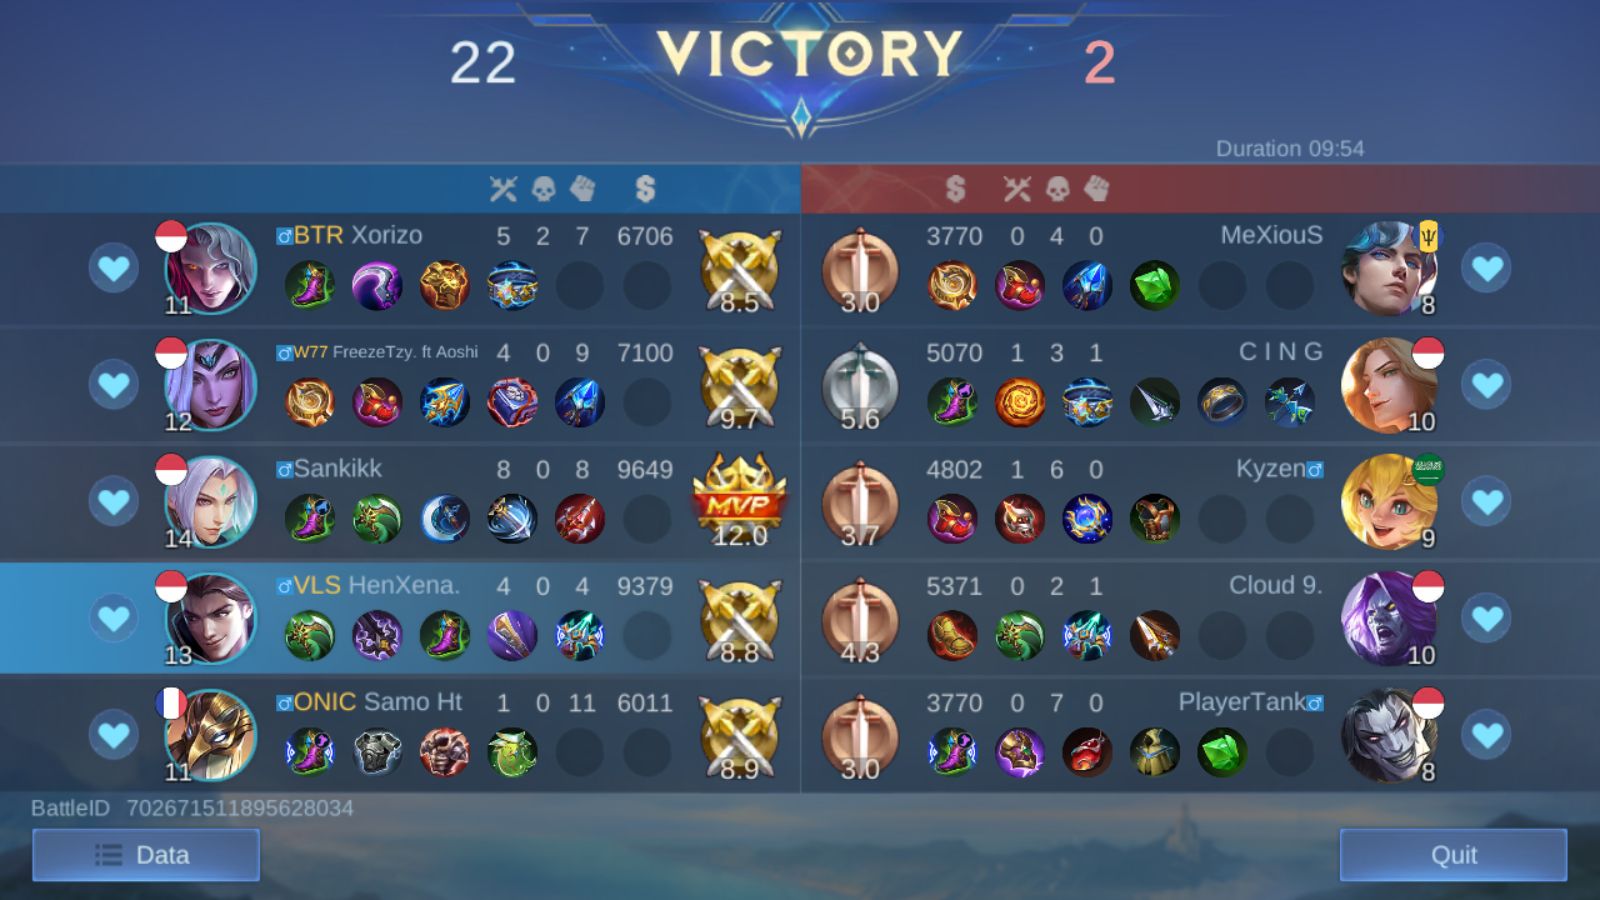 22 VICTORY 2
Duration 09:54
BTR Xorizo 5 2 7 6706
11 8.5
3770 0 4 0 MeXiouS
3.0 8
W77 FreezeTzy. ft Aoshi 4 0 9 7100
12 9.7
5070 1 3 1 C I N G
5.6 10
Sankikk 8 0 8 9649
MVP
14 12.0
4802 1 6 0 Kyzen
3.7 9
VLS HenXena. 4 0 4 9379
13 8.8
5371 0 2 1 Cloud 9.
4.3 10
ONIC Samo Ht 1 0 11 6011
11 8.9
3770 0 7 0 PlayerTank
3.0 8
BattleID 702671511895628034
Data
Quit